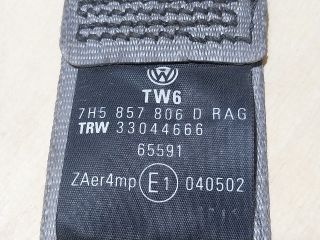 TW6
7H5 857 806 D RAG
TRW 33044666
65591
ZAer4mp E1 040502